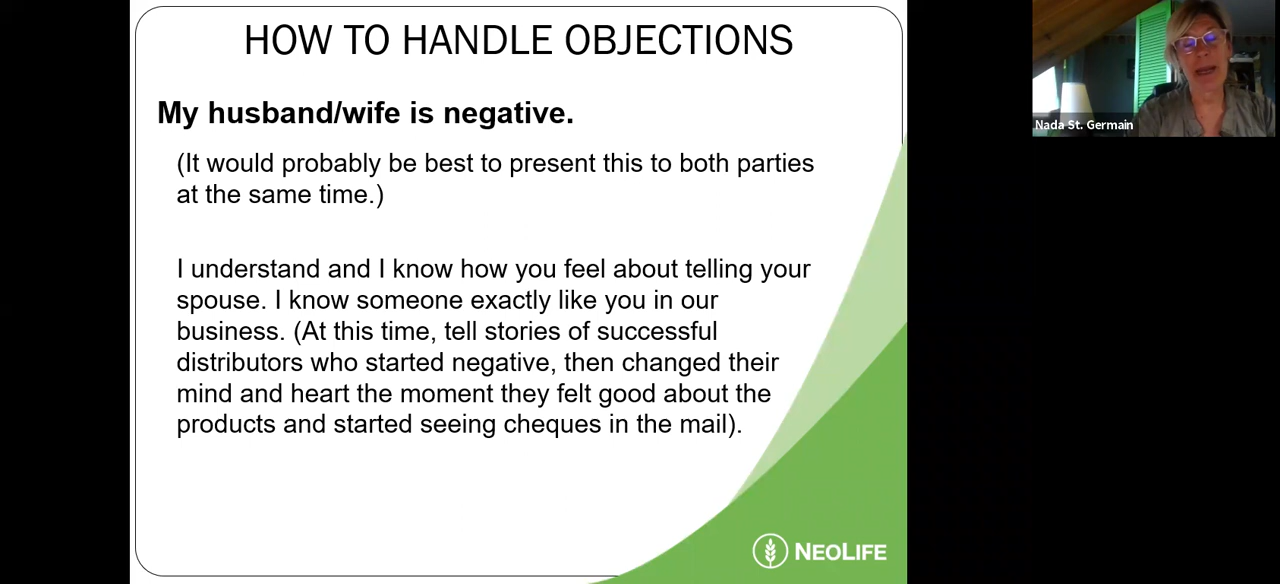 HOW TO HANDLE OBJECTIONS
My husband/wife is negative.
(It would probably be best to present this to both parties
at the same time.)
I understand and I know how you feel about telling your
spouse. I know someone exactly like you in our
business. (At this time, tell stories of successful
distributors who started negative, then changed their
mind and heart the moment they felt good about the
products and started seeing cheques in the mail).
NEOLIFE
Nada St. Germain